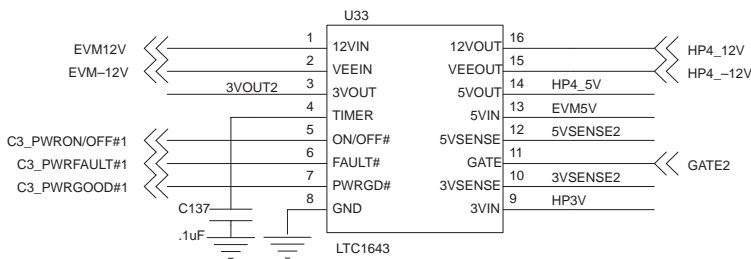 U33
EVM12V 1 12VIN 12VOUT 16 HP4_12V
EVM–12V 2 VEEIN VEEOUT 15 HP4_–12V
3VOUT2 3 3VOUT 5VOUT 14 HP4_5V
4 TIMER 5VIN 13 EVM5V
C3_PWRON/OFF#1 5 ON/OFF# 5VSENSE 12 5VSENSE2
C3_PWRFAULT#1 6 FAULT# GATE 11 GATE2
C3_PWRGOOD#1 7 PWRGD# 3VSENSE 10 3VSENSE2
C137 8 GND 3VIN 9 HP3V
.1uF
LTC1643